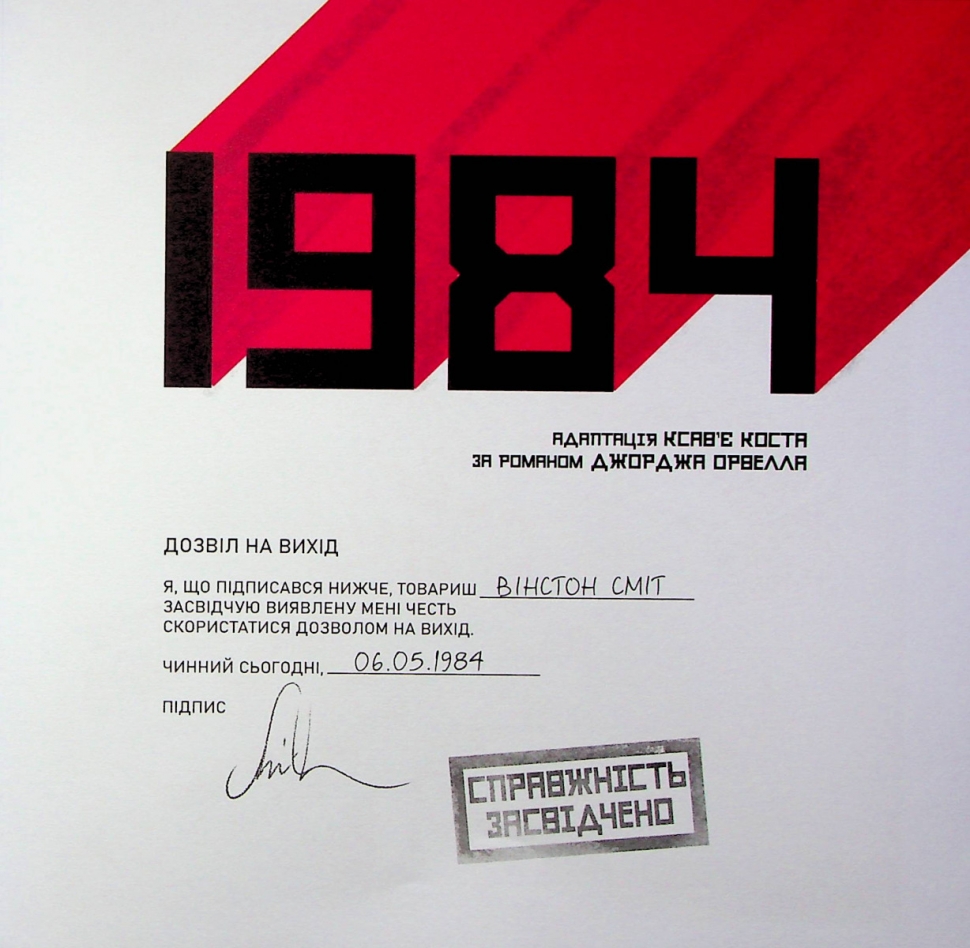 1984
АДАПТАЦІЯ КСАВ'Є КОСТА
ЗА РОМАНОМ ДЖОРДЖА ОРВЕЛЛА
ДОЗВІЛ НА ВИХІД
Я, ЩО ПІДПИСАВСЯ НИЖЧЕ, ТОВАРИШ ВІНСТОН СМІТ
ЗАСВІДЧУЮ ВИЯВЛЕНУ МЕНІ ЧЕСТЬ
СКОРИСТАТИСЯ ДОЗВОЛОМ НА ВИХІД.
ЧИННИЙ СЬОГОДНІ, 06.05.1984
ПІДПИС Smith
СПРАВЖНІСТЬ
ЗАСВІДЧЕНО